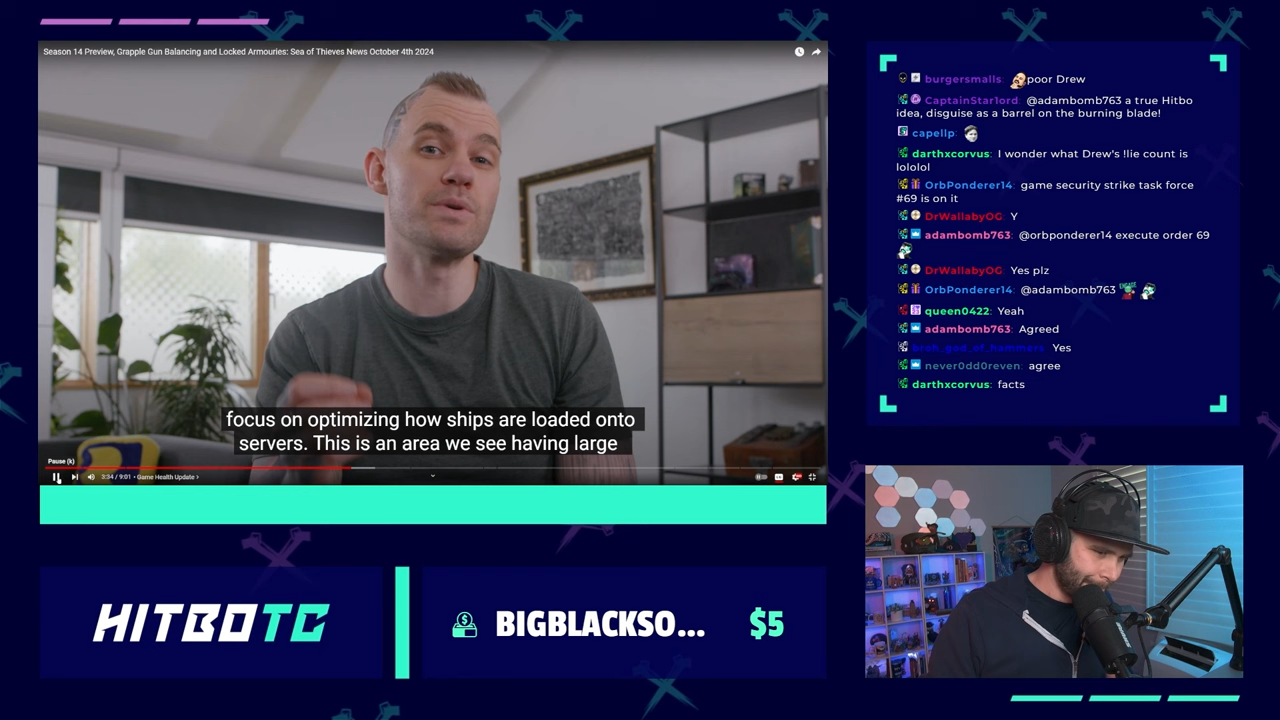 Season 14 Preview, Grapple Gun Balancing and Locked Armouries: Sea of Thieves News October 4th 2024
focus on optimizing how ships are loaded onto
servers. This is an area we see having large
Pause (k)
3:34 / 9:01 • Game Health Update >
burgersmalls: poor Drew
CaptainStar1ord: @adambomb763 a true Hitbo
idea, disguise as a barrel on the burning blade!
capellp:
darthxcorvus: I wonder what Drew's !lie count is
lololol
OrbPonderer14: game security strike task force
#69 is on it
DrWallabyOG: Y
adambomb763: @orbponderer14 execute order 69
DrWallabyOG: Yes plz
OrbPonderer14: @adambomb763
queen0422: Yeah
adambomb763: Agreed
broh_god_of_hammers: Yes
never0dd0reven: agree
darthxcorvus: facts
HITBOTC
BIGBLACKSO... $5